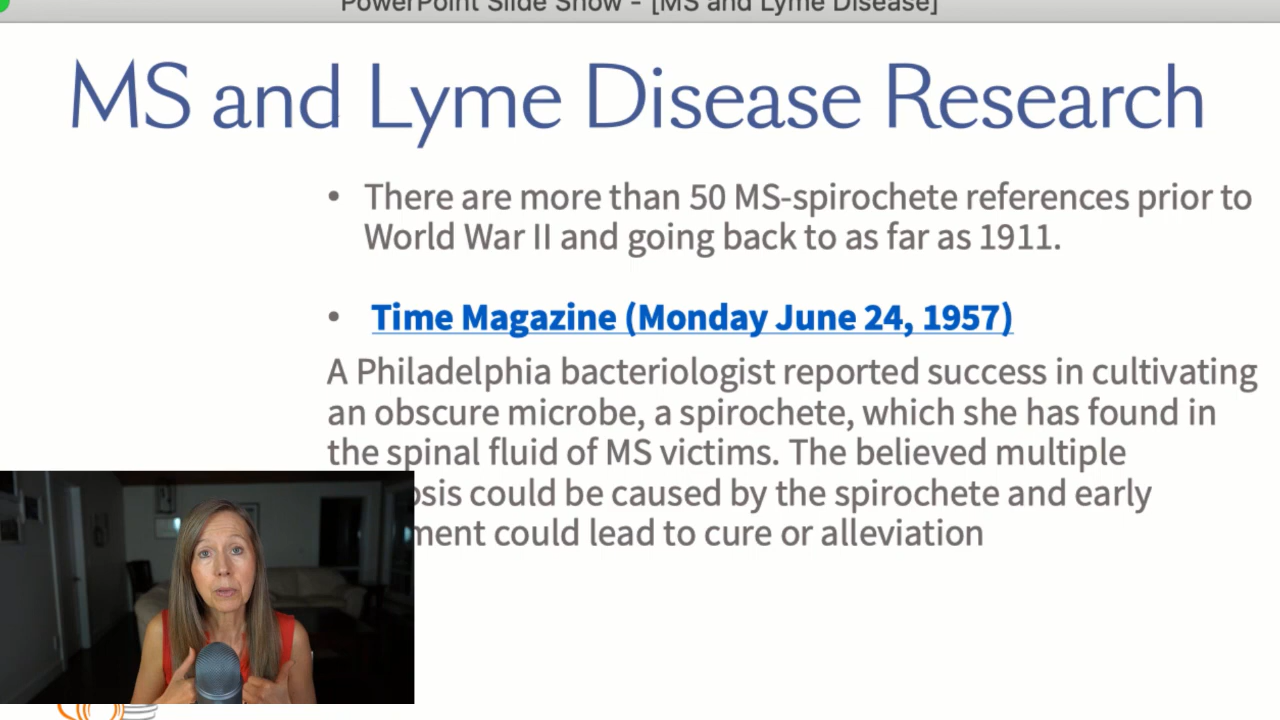 PowerPoint Slide Show - [MS and Lyme Disease]
MS and Lyme Disease Research
• There are more than 50 MS-spirochete references prior to
World War II and going back to as far as 1911.
• Time Magazine (Monday June 24, 1957)
A Philadelphia bacteriologist reported success in cultivating
an obscure microbe, a spirochete, which she has found in
the spinal fluid of MS victims. The believed multiple
osis could be caused by the spirochete and early
ment could lead to cure or alleviation